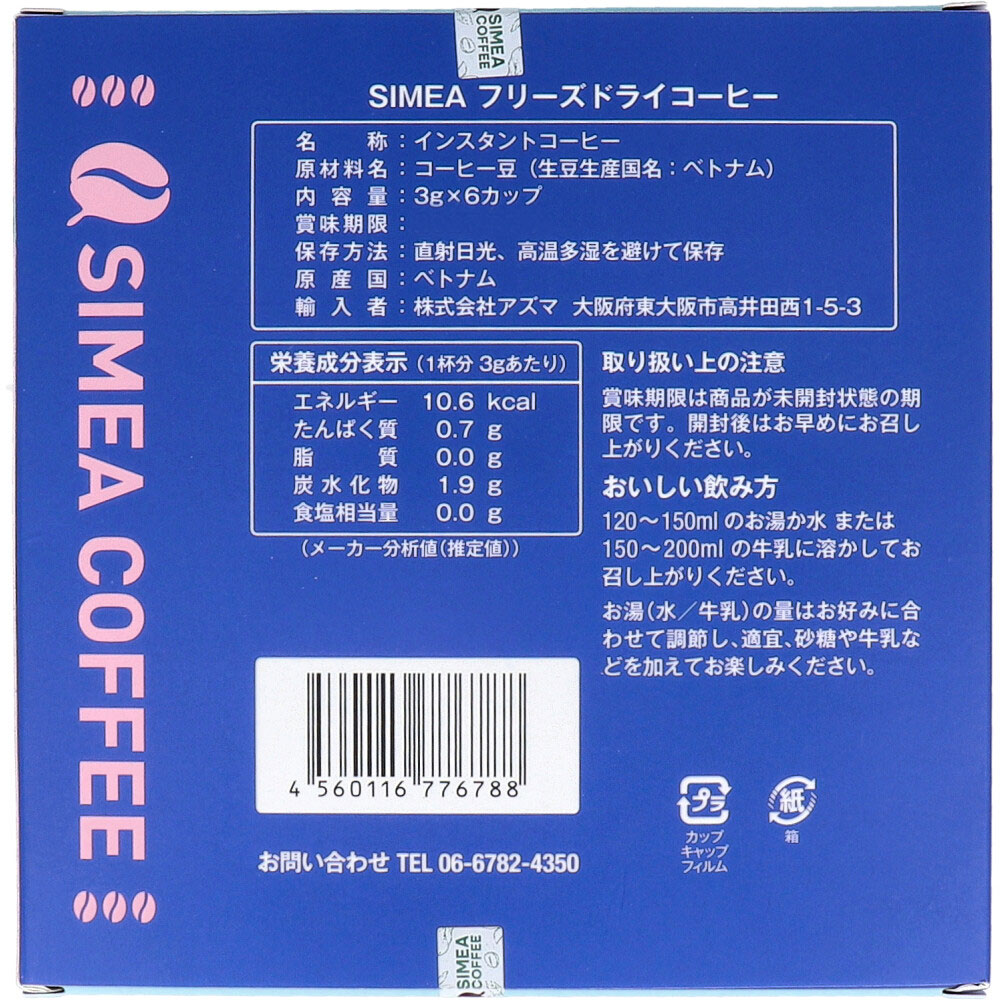 SIMEA
COFFEE
SIMEA フリーズドライコーヒー
名称：インスタントコーヒー
原材料名：コーヒー豆（生豆生産国名：ベトナム）
内容量：3g×6カップ
賞味期限：
保存方法：直射日光、高温多湿を避けて保存
原産国：ベトナム
輸入者：株式会社アズマ 大阪府東大阪市高井田西1-5-3
SIMEA COFFEE
栄養成分表示（1杯分 3gあたり）
エネルギー 10.6 kcal
たんぱく質 0.7 g
脂質 0.0 g
炭水化物 1.9 g
食塩相当量 0.0 g
（メーカー分析値（推定値））
取り扱い上の注意
賞味期限は商品が未開封状態の期
限です。開封後はお早めにお召し
上がりください。
おいしい飲み方
120～150ml のお湯か水 または
150～200ml の牛乳に溶かしてお
召し上がりください。
お湯（水／牛乳）の量はお好みに合
わせて調節し、適宜、砂糖や牛乳な
どを加えてお楽しみください。
4 560116 776788
お問い合わせ TEL 06-6782-4350
プラ
カップ
キャップ
フィルム
紙
箱
SIMEA
COFFEE